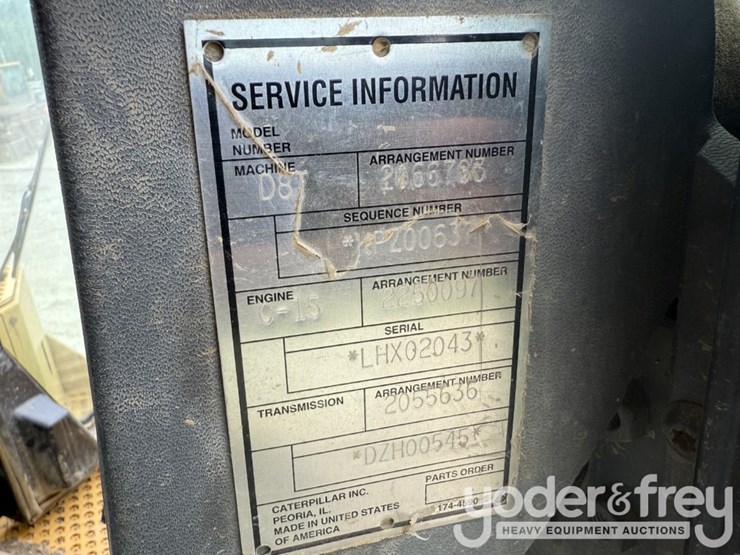 SERVICE INFORMATION
MODEL NUMBER
MACHINE
D8T
ARRANGEMENT NUMBER
SEQUENCE NUMBER
ENGINE
C-15
ARRANGEMENT NUMBER
2250097
SERIAL
*LHX02043*
TRANSMISSION
ARRANGEMENT NUMBER
2055636
*DZH00545*
CATERPILLAR INC.
PEORIA, IL.
MADE IN UNITED STATES
OF AMERICA
PARTS ORDER
yoder&frey
HEAVY EQUIPMENT AUCTIONS